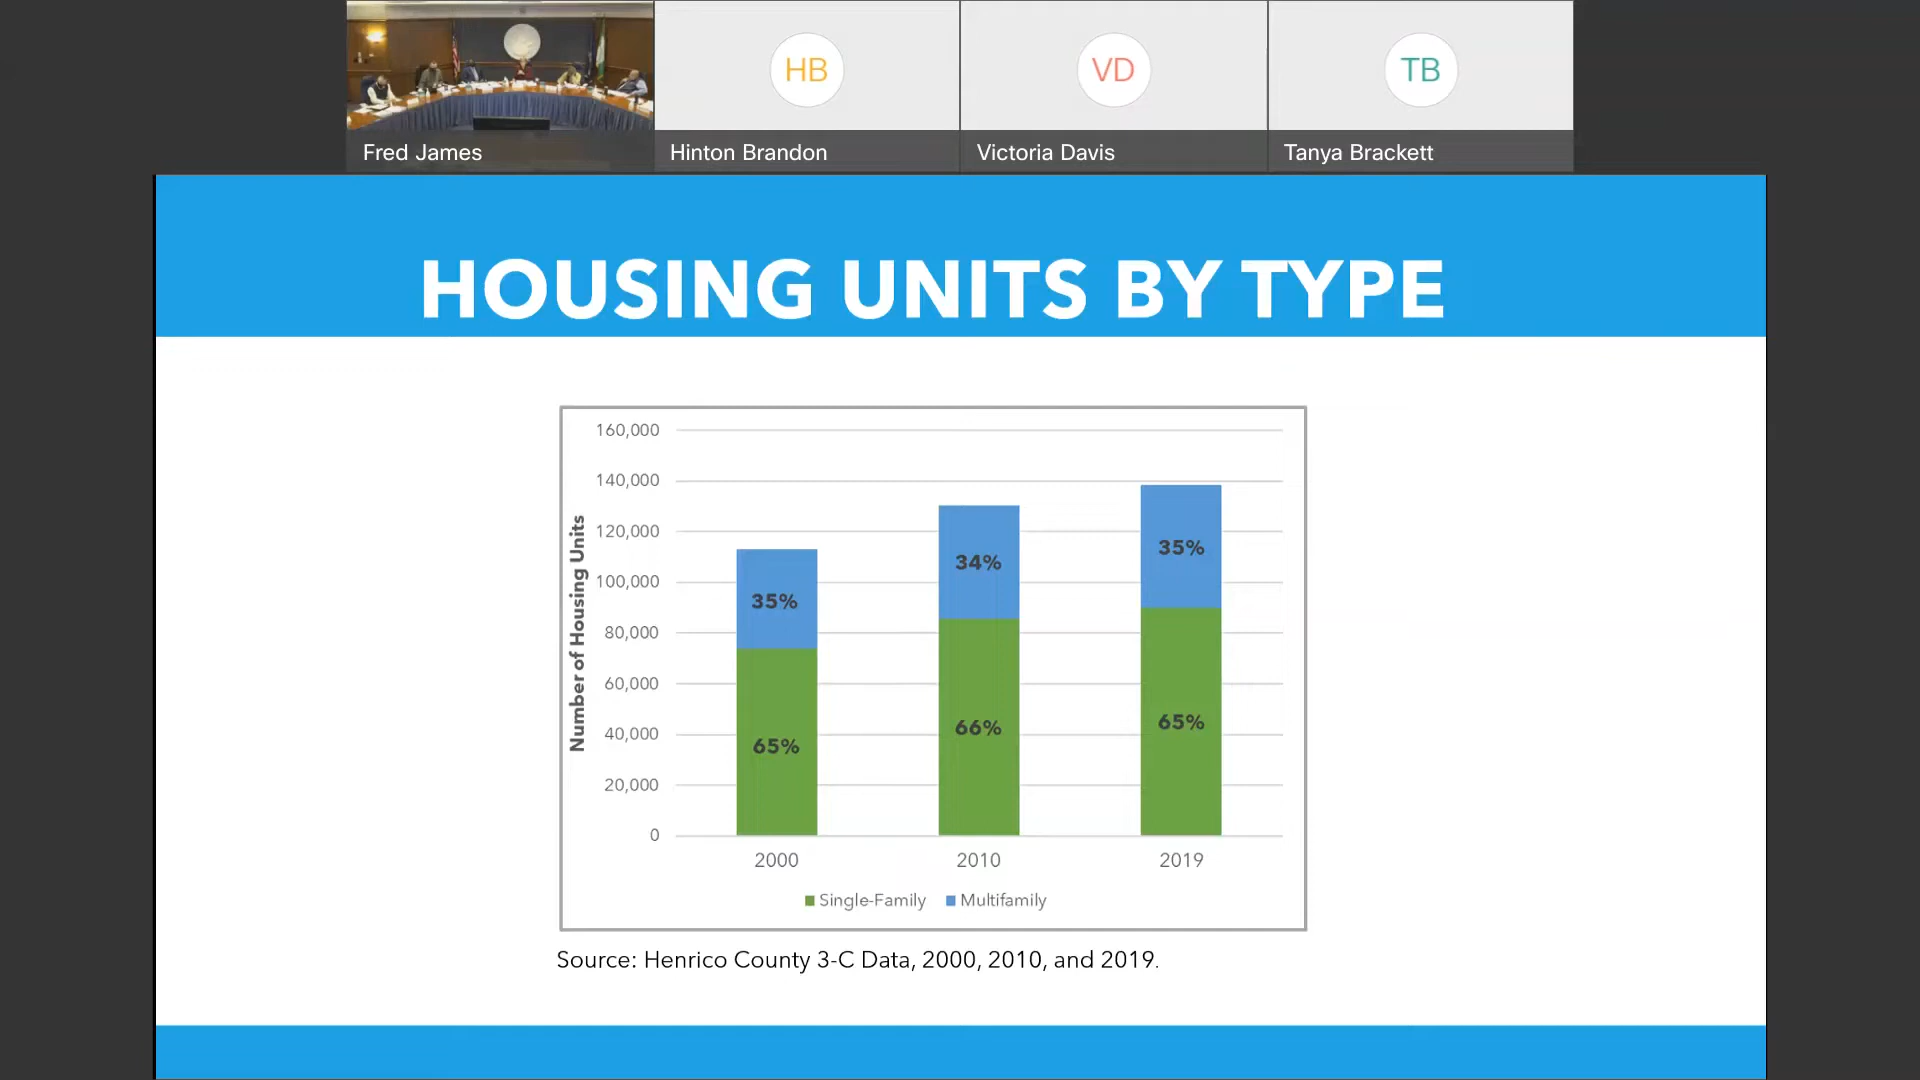 HB
VD
TB
Fred James
Hinton Brandon
Victoria Davis
Tanya Brackett
HOUSING UNITS BY TYPE
Number of Housing Units
160,000
140,000
120,000
100,000
80,000
60,000
40,000
20,000
0
35%
34%
35%
65%
66%
65%
2000
2010
2019
Single-Family
Multifamily
Source: Henrico County 3-C Data, 2000, 2010, and 2019.